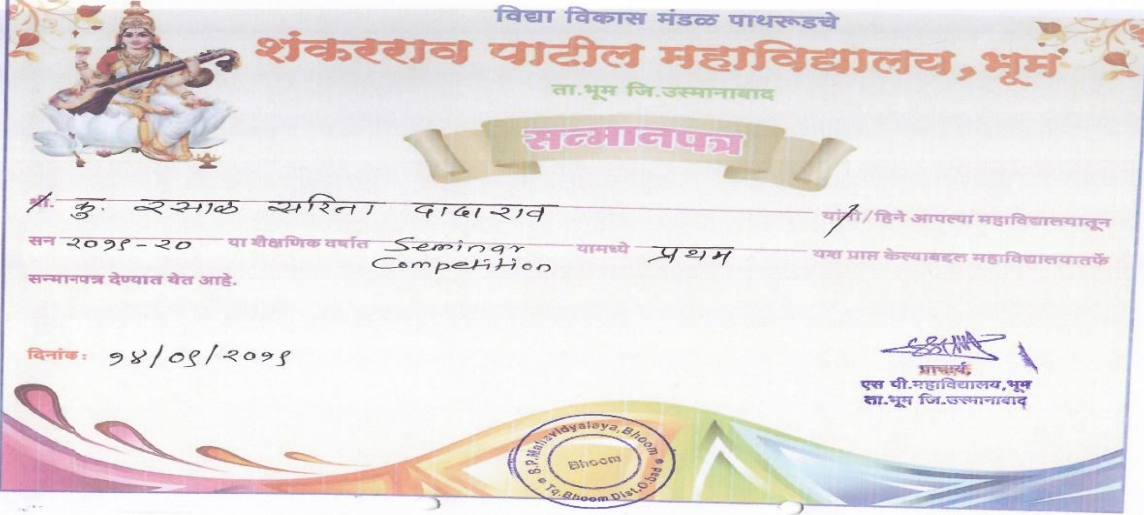 विद्या विकास मंडळ पाथरूडचे
शंकरराव पाटील महाविद्यालय, भूम
ता.भूम जि.उस्मानाबाद
सन्मानपत्र
श्री. कु. रसाळ सरिता दादाराव यांनी/हिने आपल्या महाविद्यालयातून
सन २०१९-२० या शैक्षणिक वर्षात Seminar Competition यामध्ये प्रथम यश प्राप्त केल्याबद्दल महाविद्यालयातर्फे
सन्मानपत्र देण्यात येत आहे.
दिनांक: १४/०९/२०१९
प्राचार्य,
एस पी.महाविद्यालय,भूम
ता.भूम जि.उस्मानाबाद
S.P.Mahavidyalaya, Bhoom
Bhoom
Tq.Bhoom Dist.O.bad